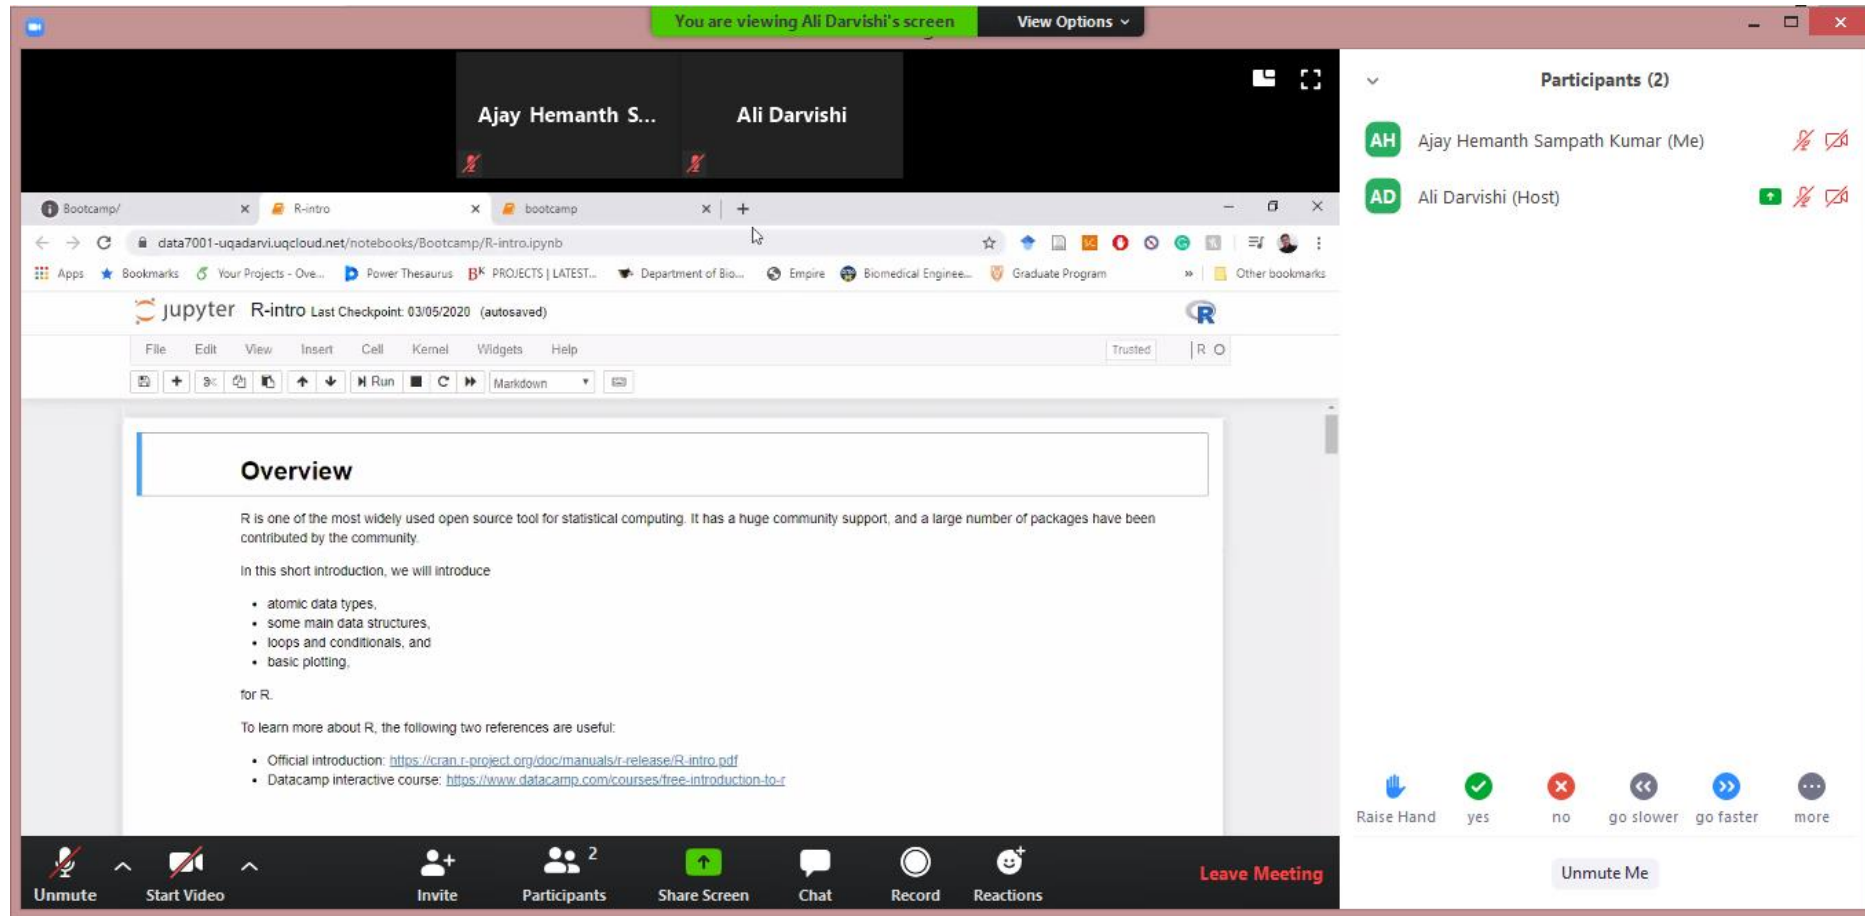 You are viewing Ali Darvishi's screen View Options
Ajay Hemanth S... Ali Darvishi
Bootcamp/ R-intro bootcamp
data7001-uqadarvi.uqcloud.net/notebooks/Bootcamp/R-intro.ipynb
Apps Bookmarks Your Projects - Ove... Power Thesaurus BK PROJECTS | LATEST... Department of Bio... Empire Biomedical Enginee... Graduate Program » Other bookmarks
jupyter R-intro Last Checkpoint: 03/05/2020 (autosaved)
R
File Edit View Insert Cell Kernel Widgets Help Trusted R
Run Markdown
Overview
R is one of the most widely used open source tool for statistical computing. It has a huge community support, and a large number of packages have been
contributed by the community.
In this short introduction, we will introduce
• atomic data types,
• some main data structures,
• loops and conditionals, and
• basic plotting,
for R.
To learn more about R, the following two references are useful:
• Official introduction: https://cran.r-project.org/doc/manuals/r-release/R-intro.pdf
• Datacamp interactive course: https://www.datacamp.com/courses/free-introduction-to-r
Unmute Start Video Invite Participants 2 Share Screen Chat Record Reactions Leave Meeting
Participants (2)
AH Ajay Hemanth Sampath Kumar (Me)
AD Ali Darvishi (Host)
Raise Hand yes no go slower go faster more
Unmute Me